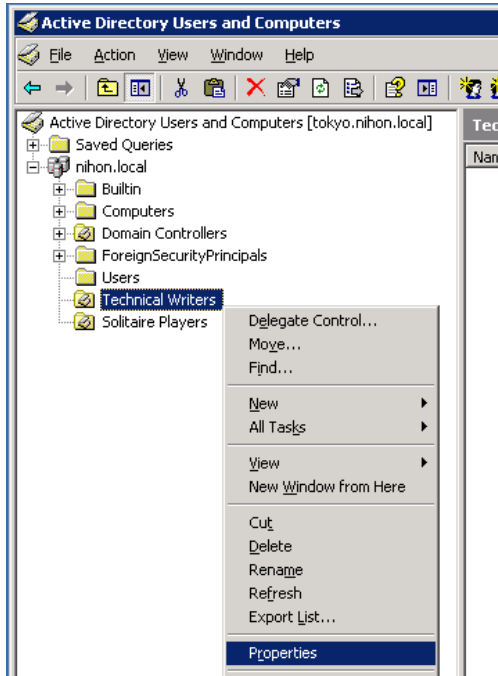 Active Directory Users and Computers
File Action View Window Help
Active Directory Users and Computers [tokyo.nihon.local]
Saved Queries
nihon.local
Builtin
Computers
Domain Controllers
ForeignSecurityPrincipals
Users
Technical Writers
Solitaire Players
Delegate Control...
Move...
Find...
New
All Tasks
View
New Window from Here
Cut
Delete
Rename
Refresh
Export List...
Properties
Tec
Nan